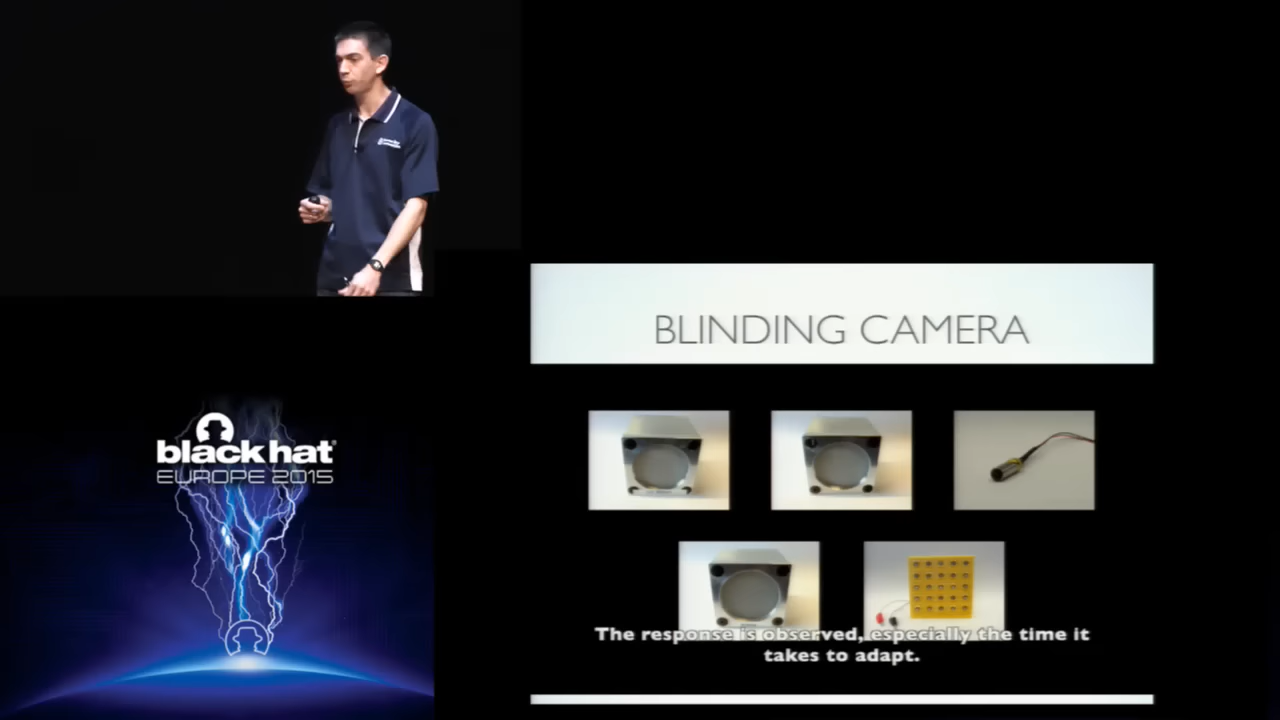 BLINDING CAMERA
black hat
EUROPE 2015
The response is observed, especially the time it
takes to adapt.